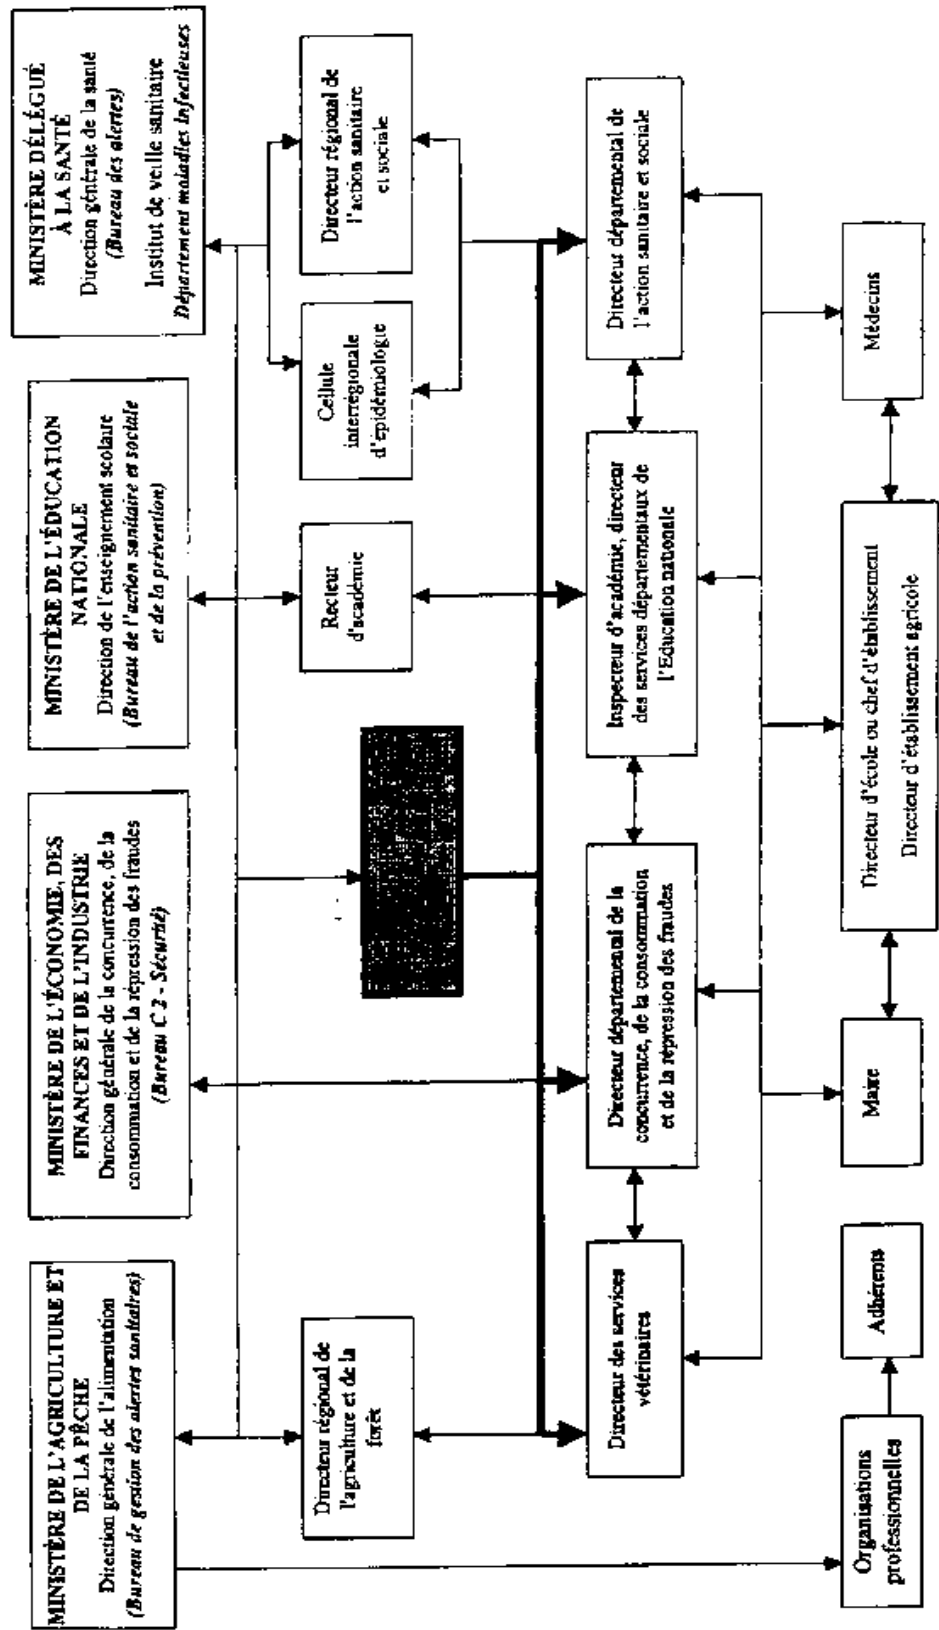 MINISTÈRE DE L'AGRICULTURE ET
DE LA PÊCHE
Direction générale de l'alimentation
(Bureau de gestion des alertes sanitaires)
MINISTÈRE DE L'ÉCONOMIE, DES
FINANCES ET DE L'INDUSTRIE
Direction générale de la concurrence, de la
consommation et de la répression des fraudes
(Bureau C 2 - Sécurité)
MINISTÈRE DE L'ÉDUCATION
NATIONALE
Direction de l'enseignement scolaire
(Bureau de l'action sanitaire et sociale
et de la prévention)
MINISTÈRE DÉLÉGUÉ
À LA SANTÉ
Direction générale de la santé
(Bureau des alertes)
Institut de veille sanitaire
Département maladies infectieuses
Directeur régional de
l'agriculture et de la
forêt
Recteur
d'académie
Cellule
interrégionale
d'épidémiologie
Directeur régional de
l'action sanitaire
et sociale
Directeur des services
vétérinaires
Directeur départemental de la
concurrence, de la consommation
et de la répression des fraudes
Inspecteur d'académie, directeur
des services départementaux de
l'Education nationale
Directeur départemental de
l'action sanitaire et sociale
Organisations
professionnelles
Adhérents
Maire
Directeur d'école ou chef d'établissement
Directeur d'établissement agricole
Médecins